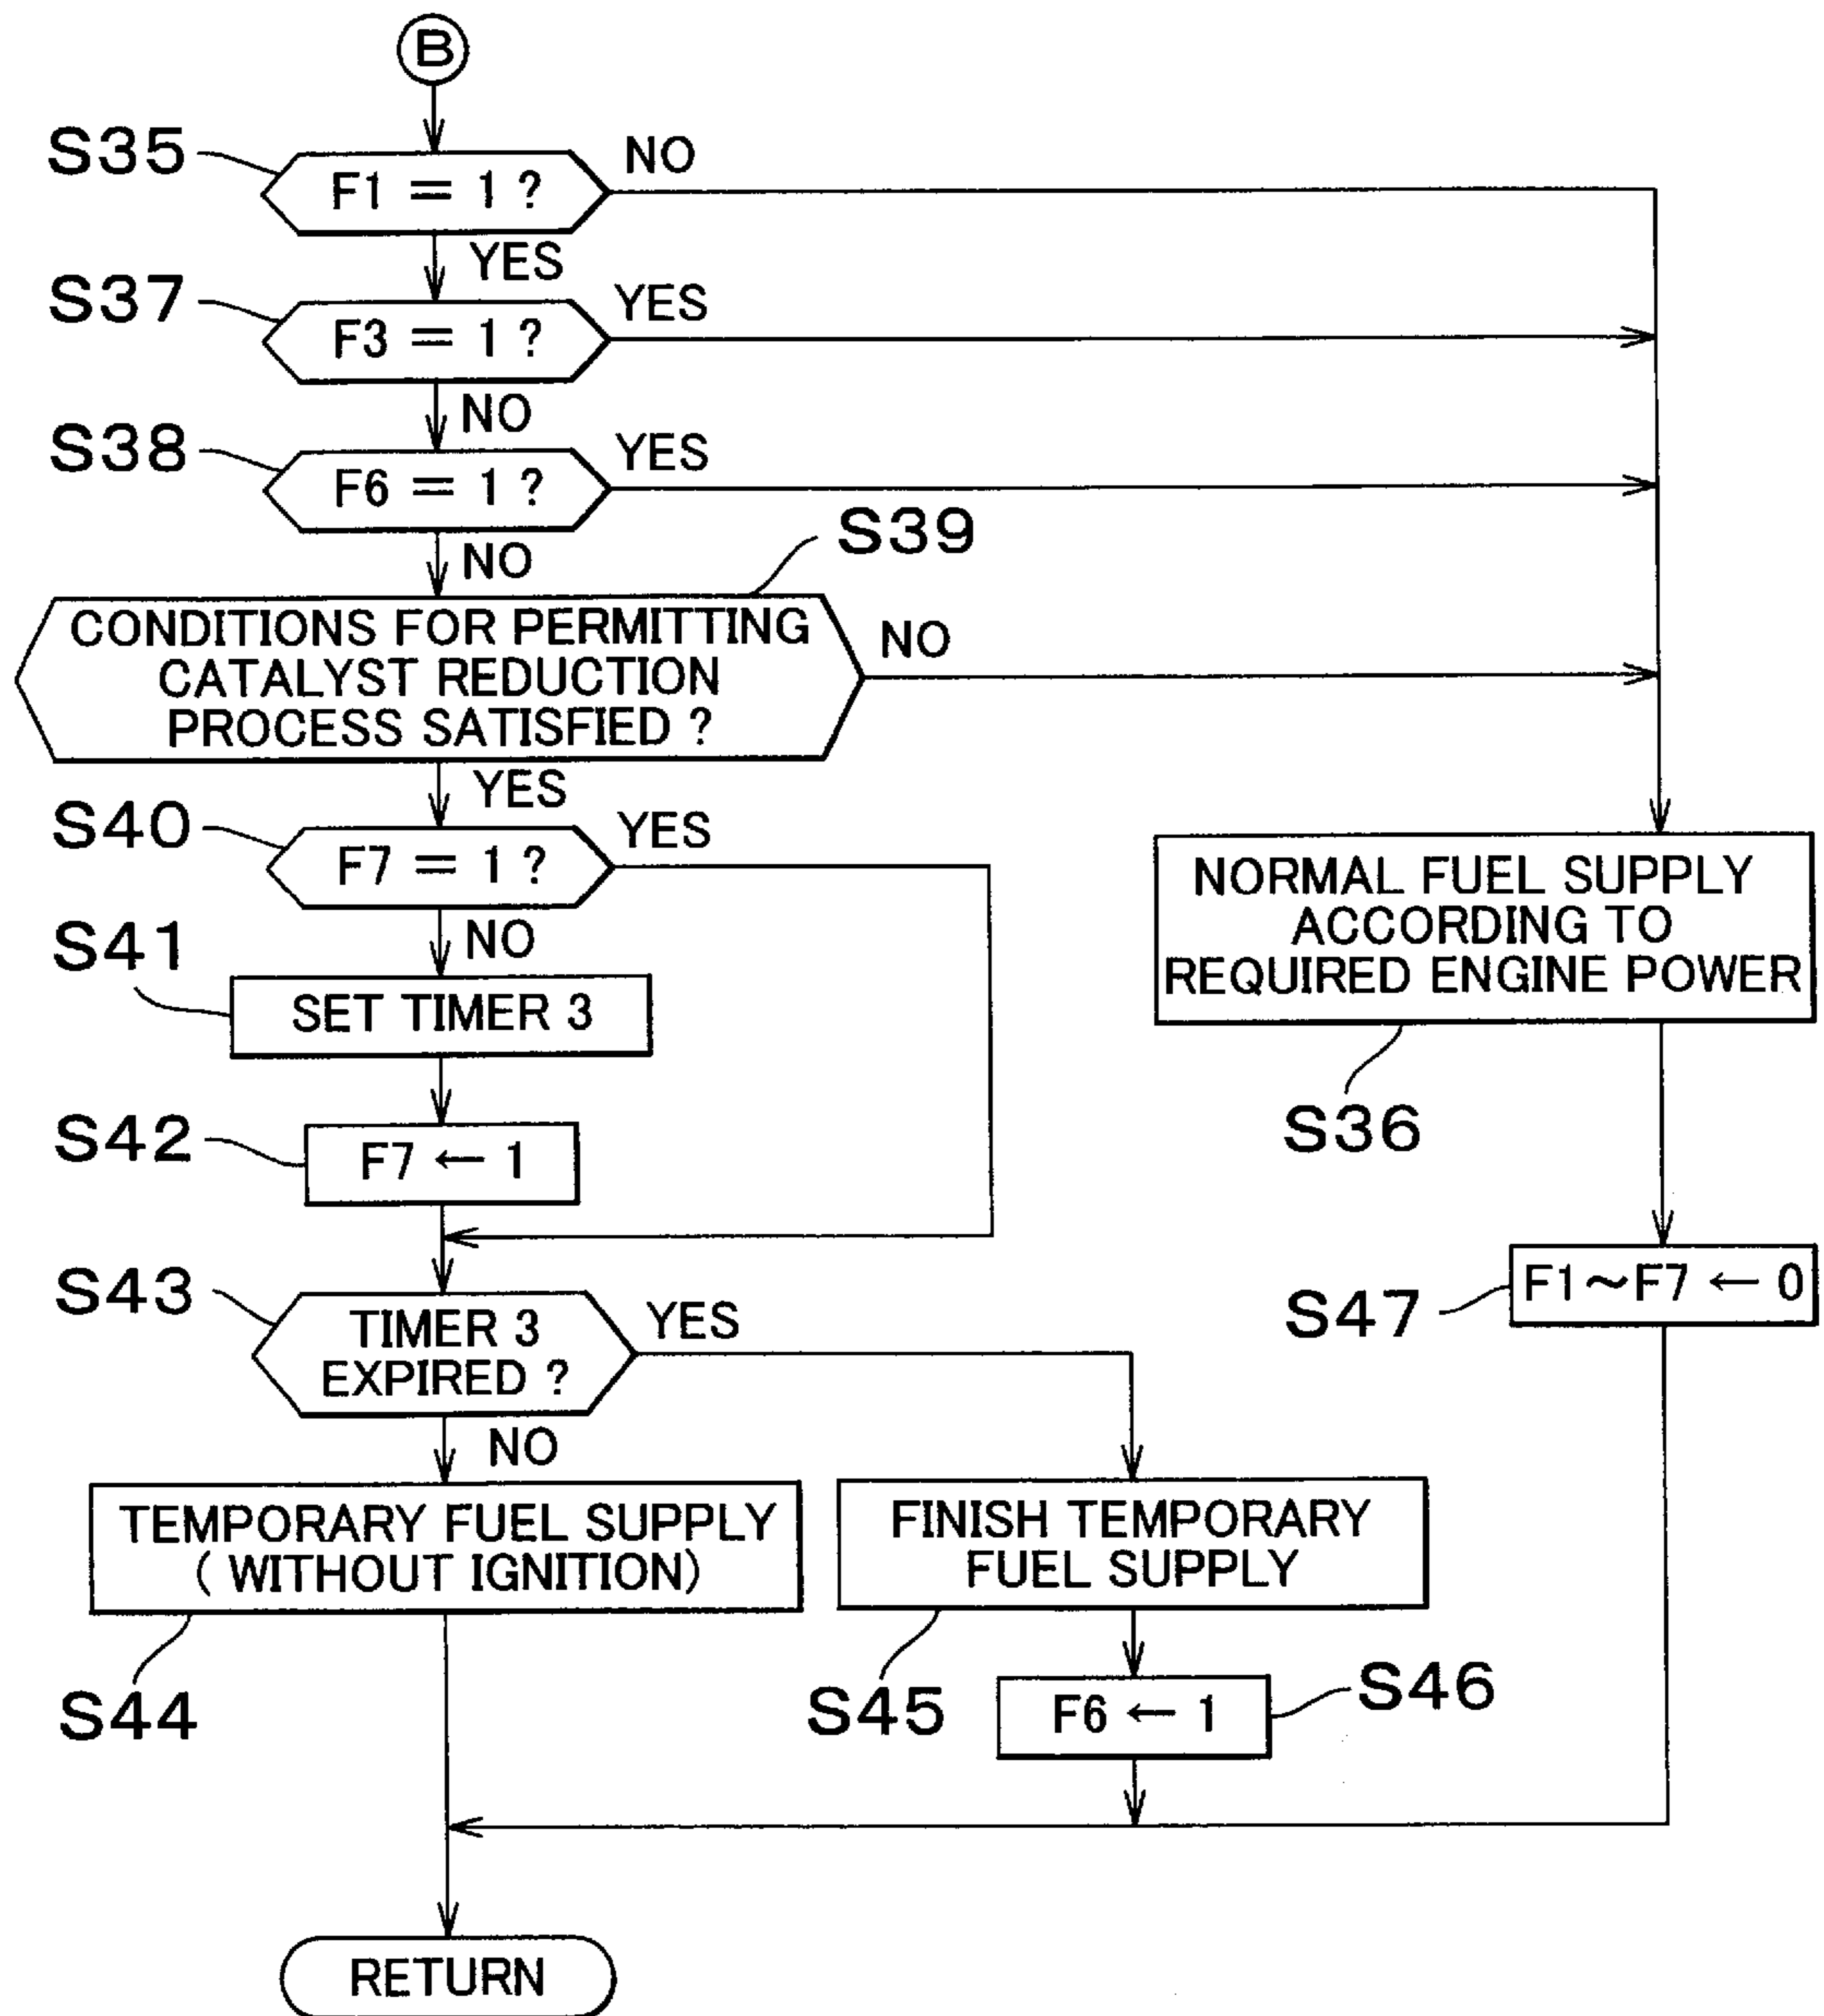 B
S35
F1 = 1 ?
NO
YES
S37
F3 = 1 ?
YES
NO
S38
F6 = 1 ?
YES
NO
S39
CONDITIONS FOR PERMITTING
CATALYST REDUCTION
PROCESS SATISFIED ?
NO
YES
S40
F7 = 1 ?
YES
NO
NORMAL FUEL SUPPLY
ACCORDING TO
REQUIRED ENGINE POWER
S36
S41
SET TIMER 3
S42
F7 ← 1
S43
TIMER 3
EXPIRED ?
YES
NO
S47
F1~F7 ← 0
TEMPORARY FUEL SUPPLY
( WITHOUT IGNITION)
S44
FINISH TEMPORARY
FUEL SUPPLY
S45
F6 ← 1
S46
RETURN